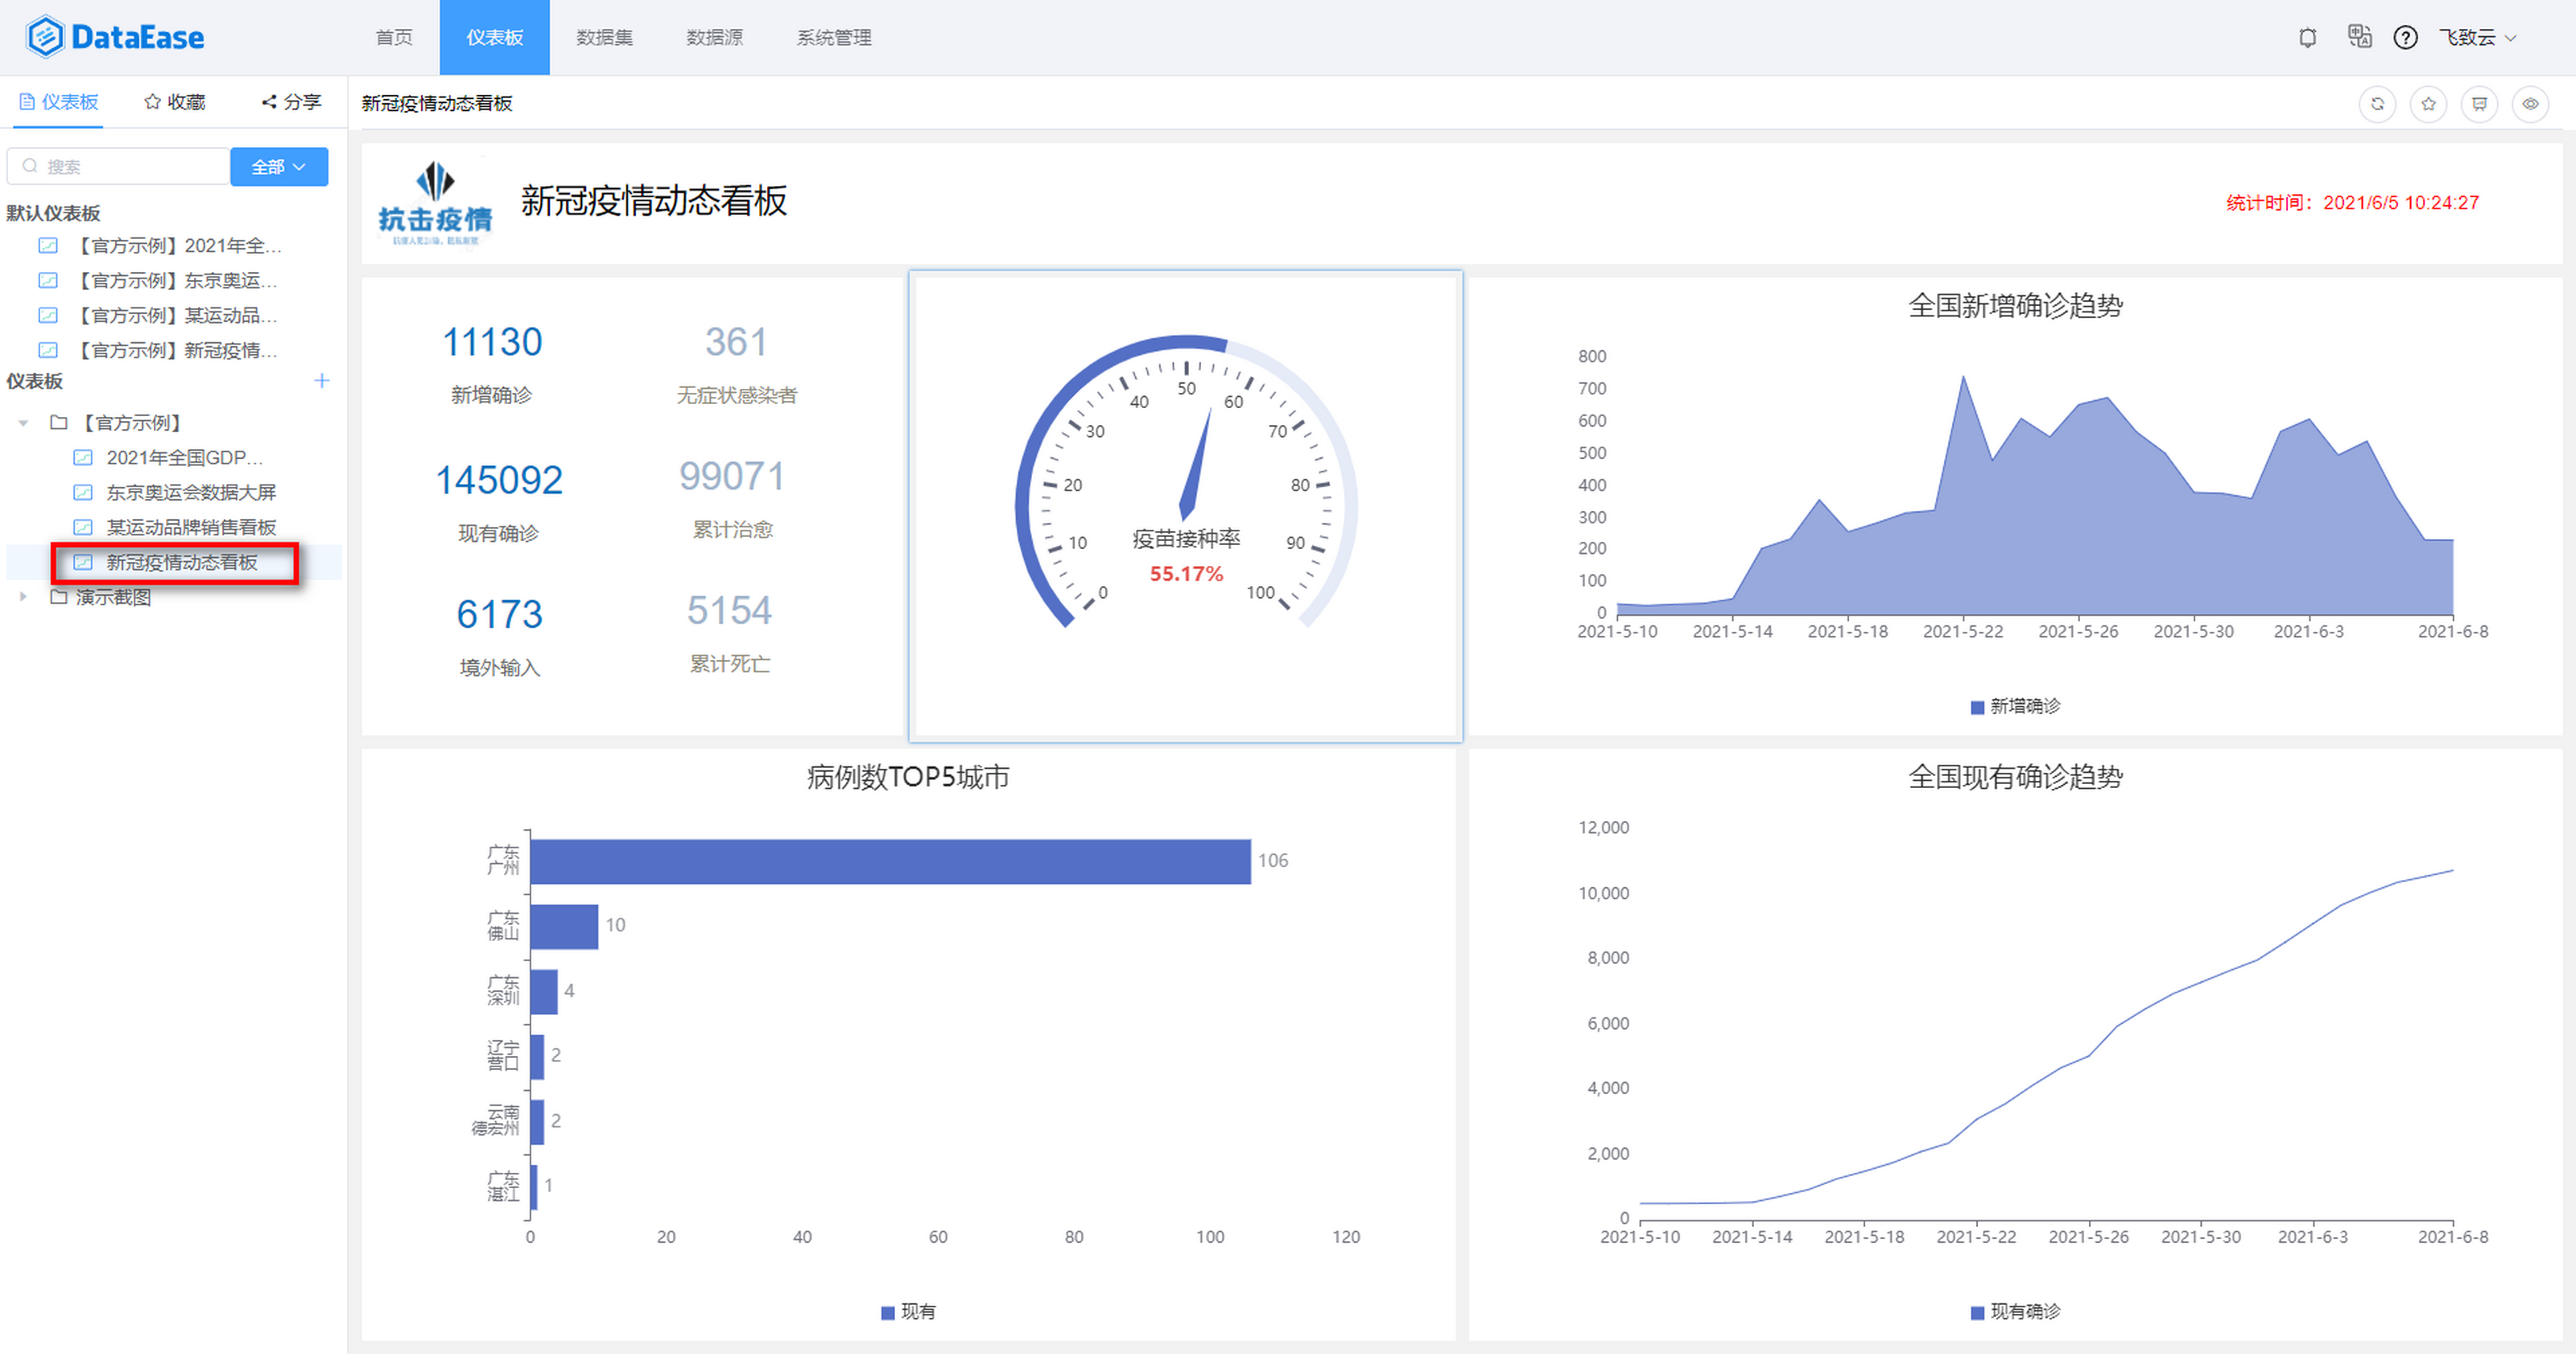 DataEase
首页
仪表板
数据集
数据源
系统管理
飞致云
仪表板
收藏
分享
搜索
全部
默认仪表板
【官方示例】2021年全...
【官方示例】东京奥运...
【官方示例】某运动品...
【官方示例】新冠疫情...
仪表板
【官方示例】
2021年全国GDP...
东京奥运会数据大屏
某运动品牌销售看板
新冠疫情动态看板
演示截图
新冠疫情动态看板
抗击疫情
新冠疫情动态看板
统计时间：2021/6/5 10:24:27
11130
新增确诊
361
无症状感染者
145092
现有确诊
99071
累计治愈
6173
境外输入
5154
累计死亡
0
10
20
30
40
50
60
70
80
90
100
疫苗接种率
55.17%
全国新增确诊趋势
800
700
600
500
400
300
200
100
0
2021-5-10
2021-5-14
2021-5-18
2021-5-22
2021-5-26
2021-5-30
2021-6-3
2021-6-8
新增确诊
病例数TOP5城市
广东
广州
106
广东
佛山
10
广东
深圳
4
辽宁
营口
2
云南
德宏州
2
广东
湛江
1
0
20
40
60
80
100
120
现有
全国现有确诊趋势
12,000
10,000
8,000
6,000
4,000
2,000
0
2021-5-10
2021-5-14
2021-5-18
2021-5-22
2021-5-26
2021-5-30
2021-6-3
2021-6-8
现有确诊